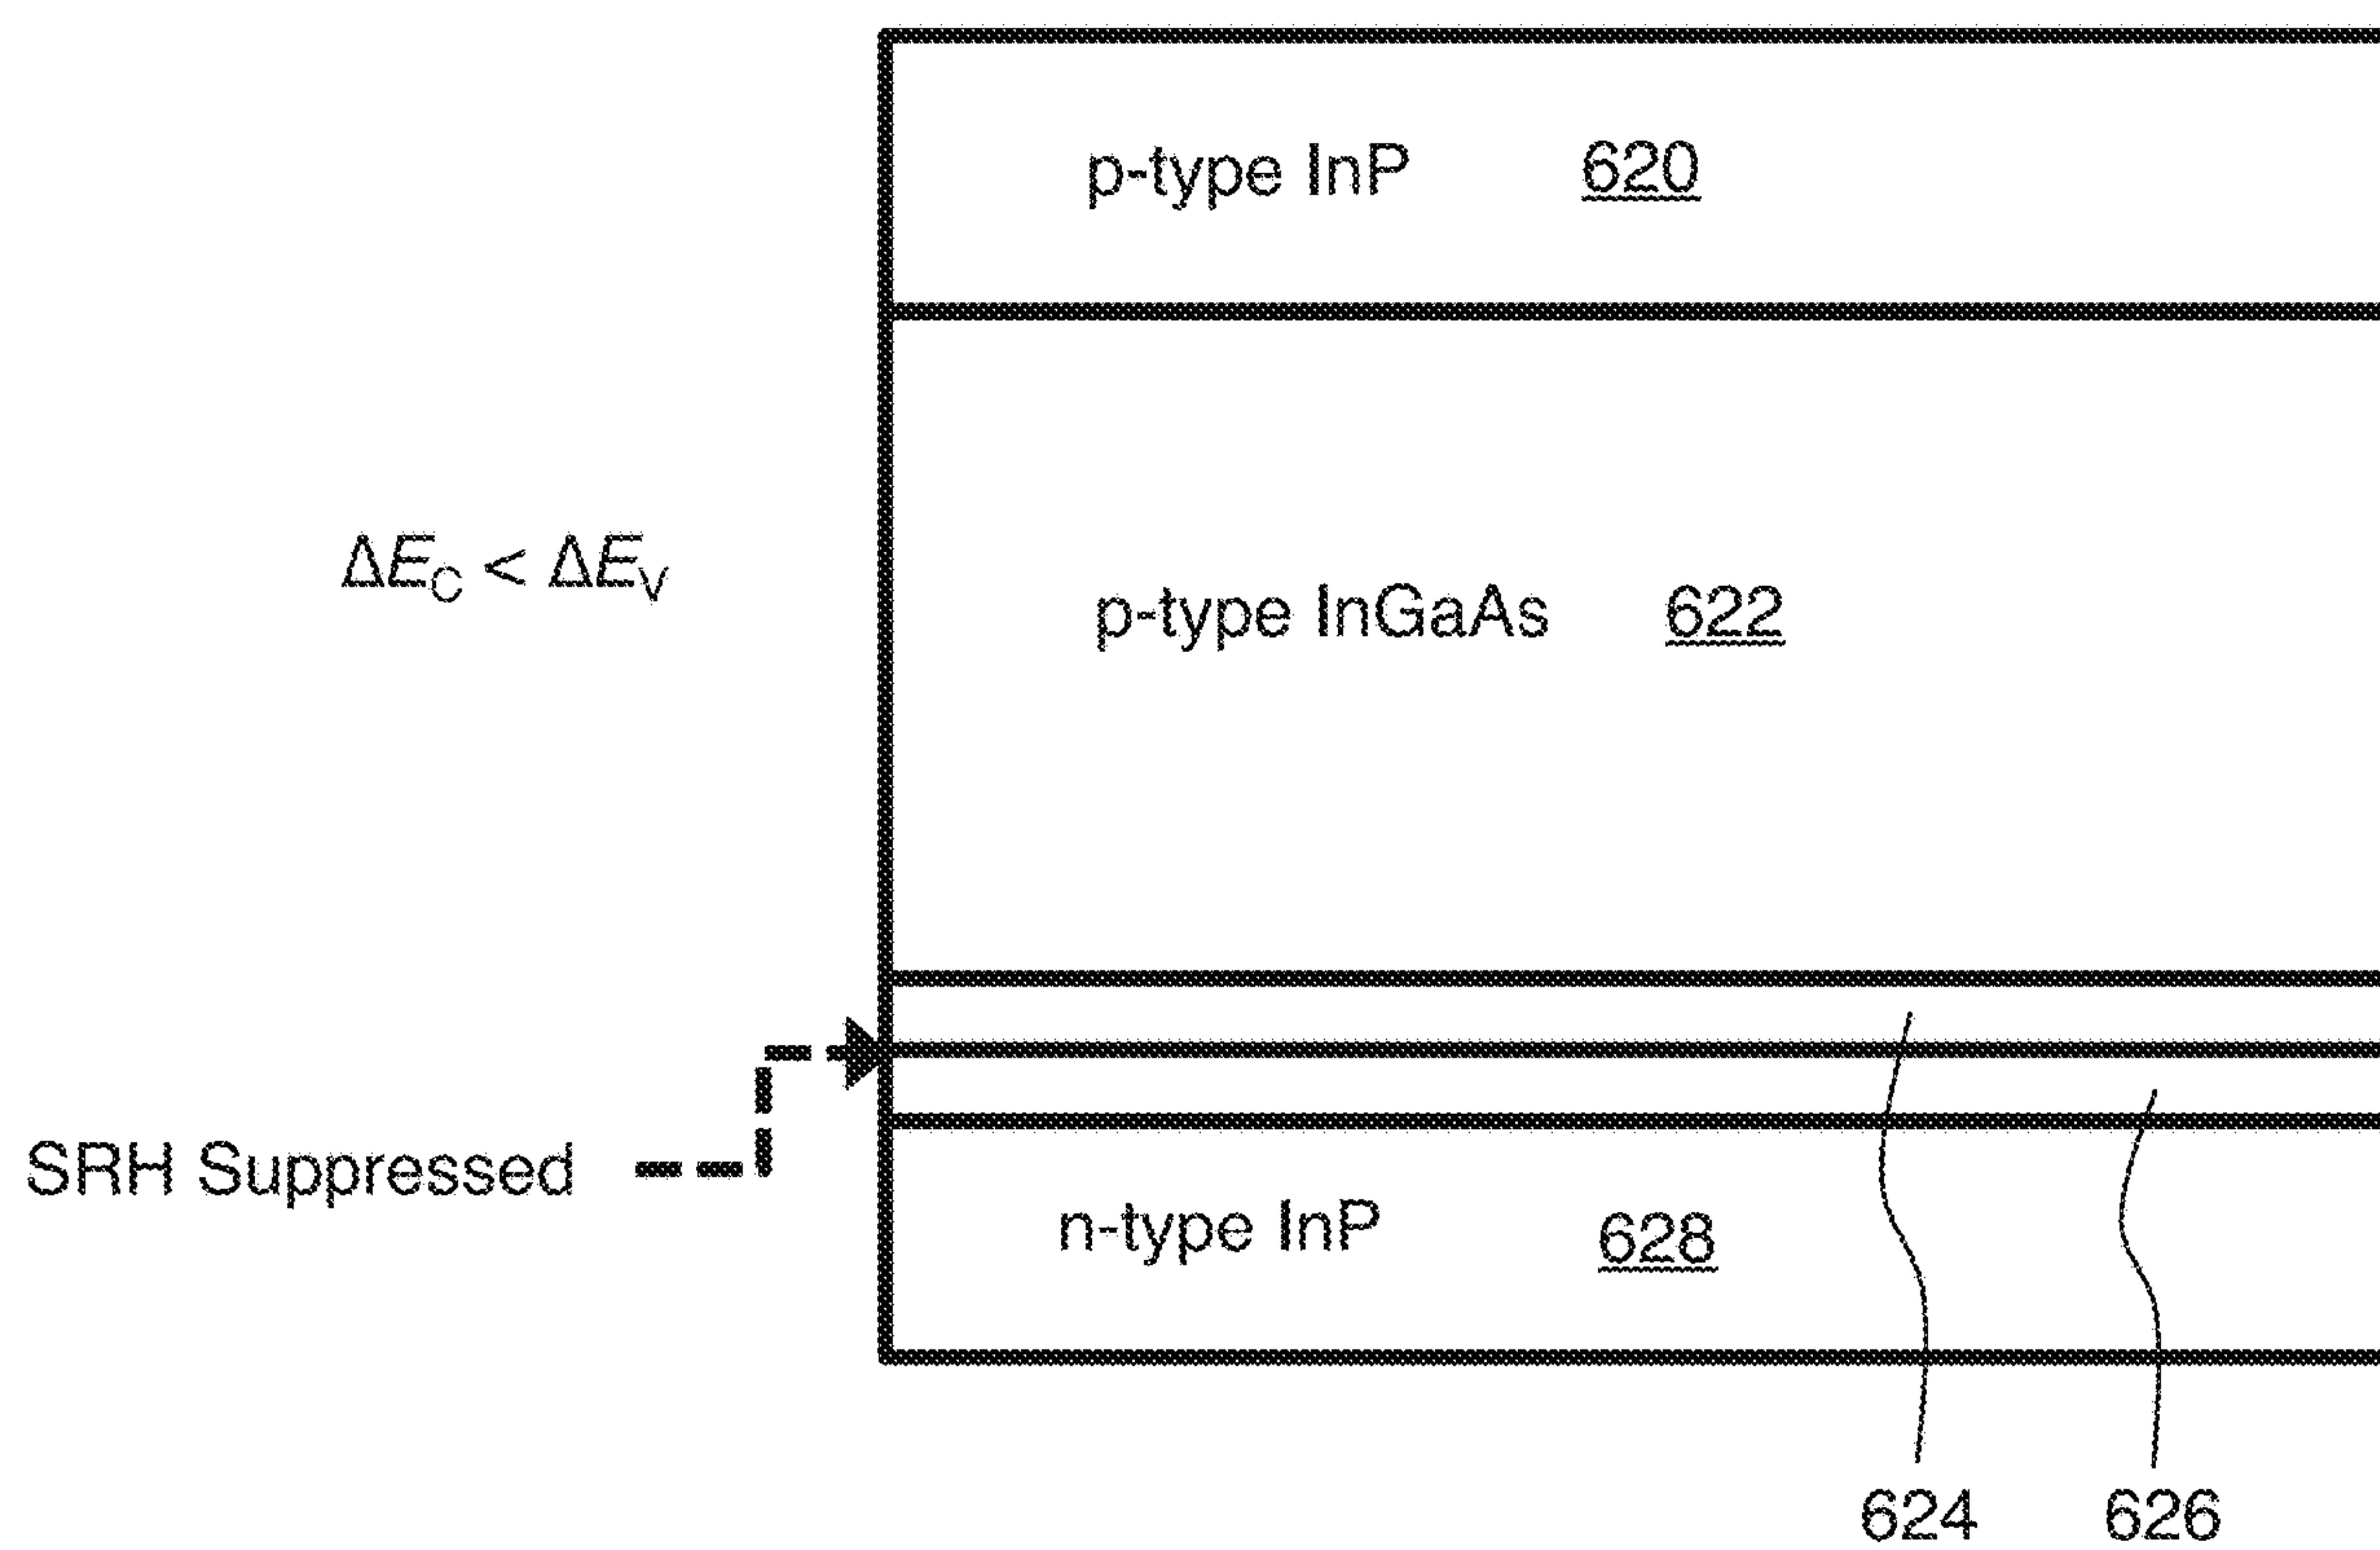 p-type InP 620
ΔE_C < ΔE_V
p-type InGaAs 622
SRH Suppressed
n-type InP 628
624 626